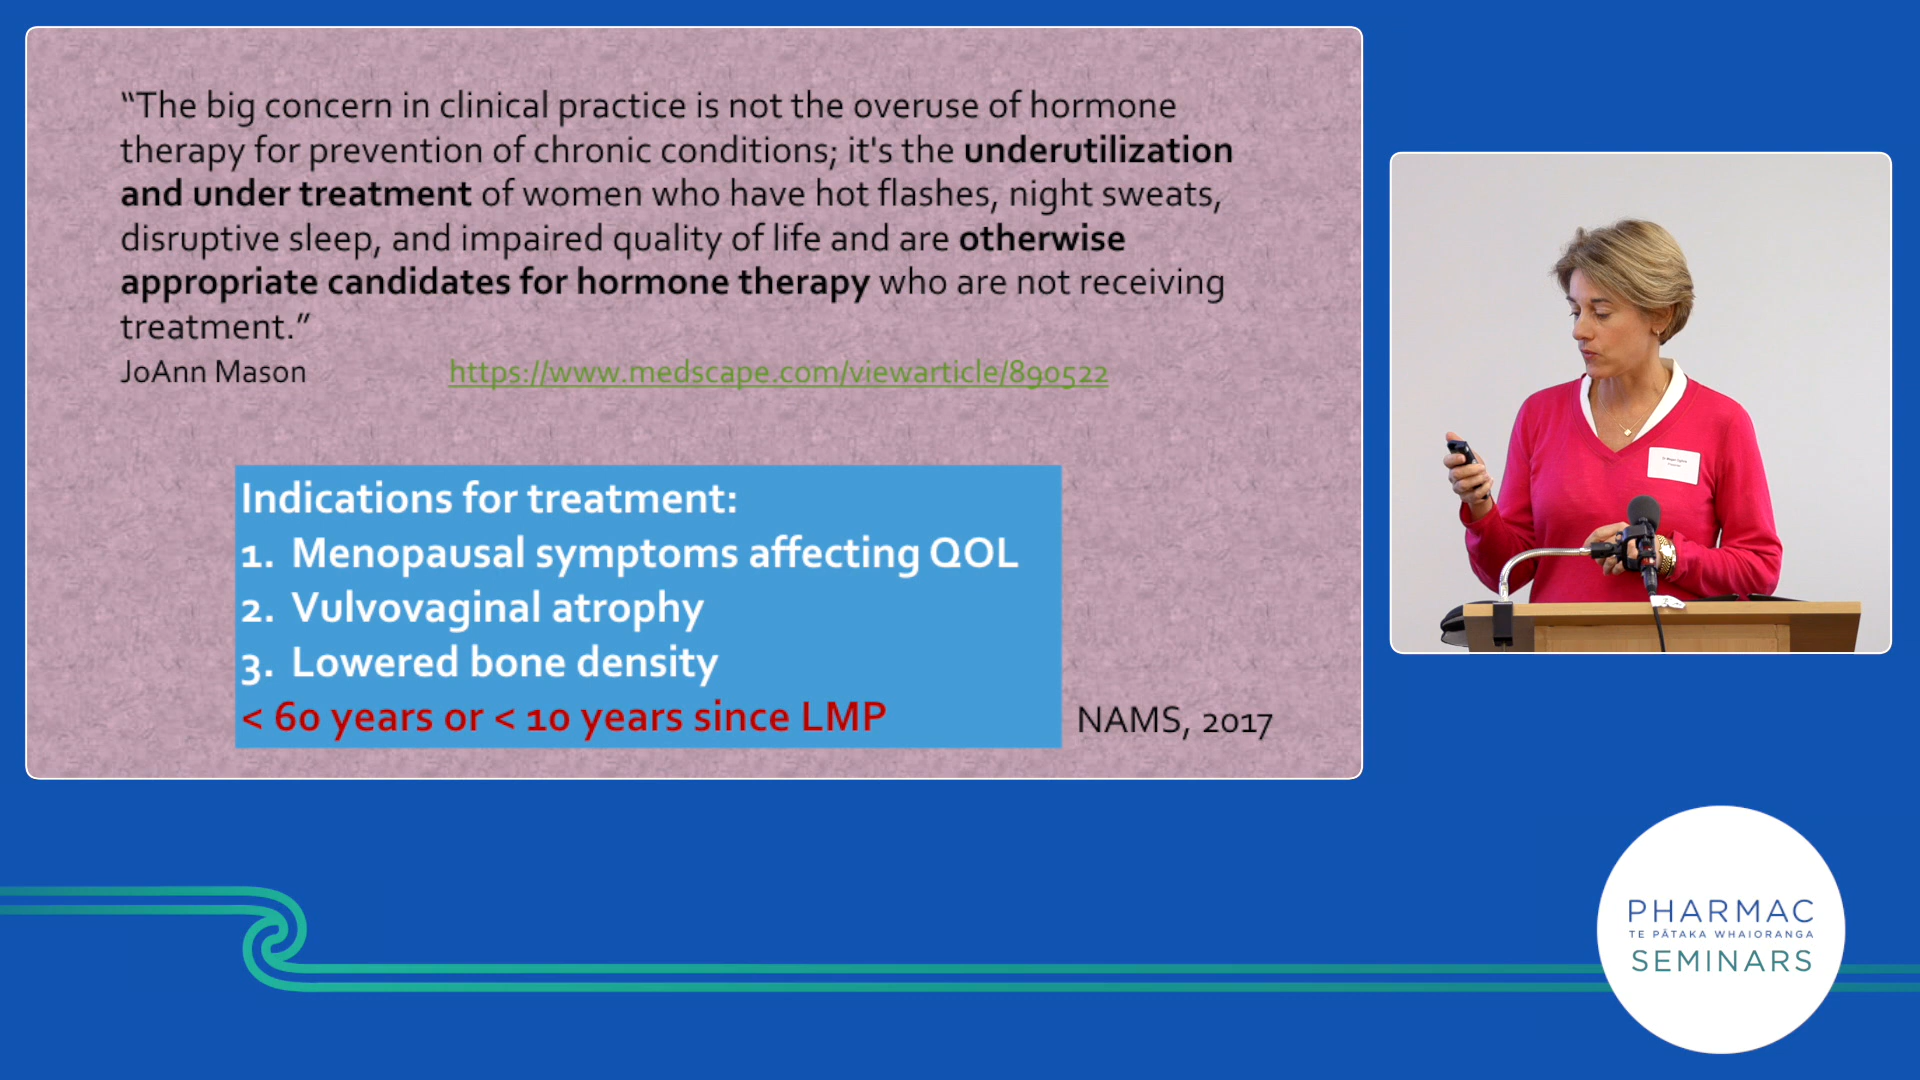 “The big concern in clinical practice is not the overuse of hormone
therapy for prevention of chronic conditions; it's the underutilization
and under treatment of women who have hot flashes, night sweats,
disruptive sleep, and impaired quality of life and are otherwise
appropriate candidates for hormone therapy who are not receiving
treatment.”
JoAnn Mason https://www.medscape.com/viewarticle/890522
Indications for treatment:
1. Menopausal symptoms affecting QOL
2. Vulvovaginal atrophy
3. Lowered bone density
< 60 years or < 10 years since LMP
NAMS, 2017
PHARMAC
TE PĀTAKA WHAIORANGA
SEMINARS